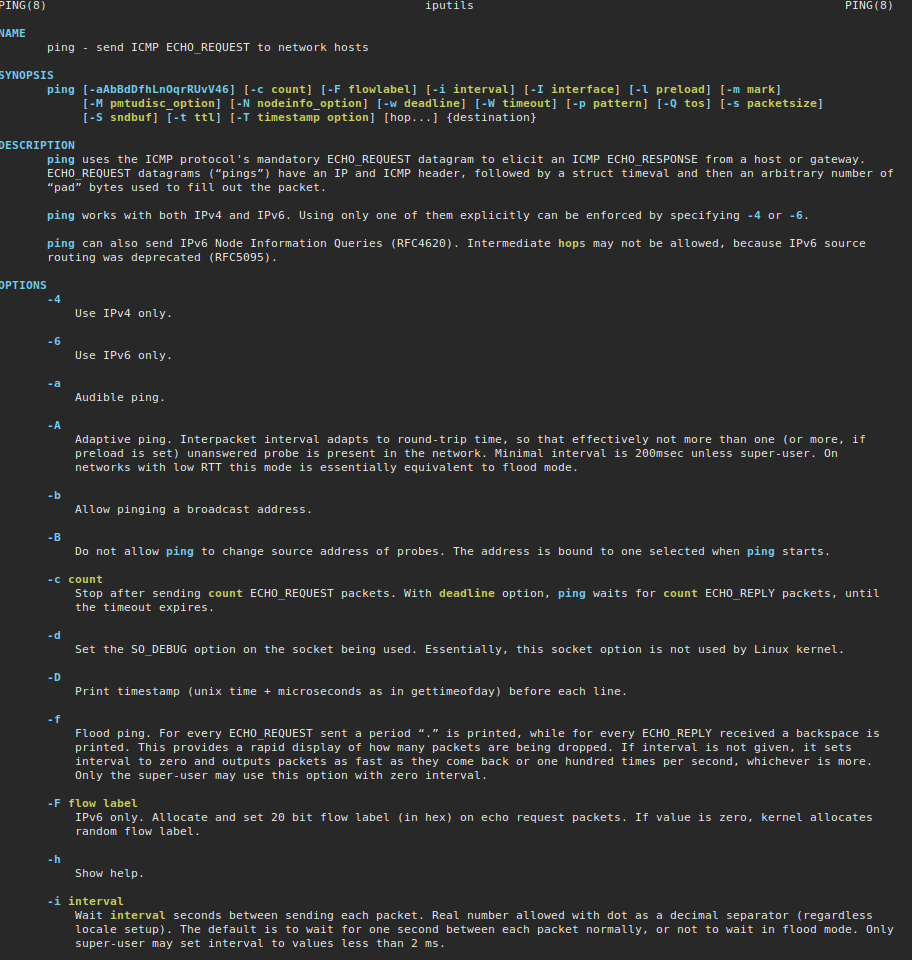 PING(8) iputils PING(8)
NAME
ping - send ICMP ECHO_REQUEST to network hosts
SYNOPSIS
ping [-aAbBdDfhLnOqrRUvV46] [-c count] [-F flowlabel] [-i interval] [-I interface] [-l preload] [-m mark]
[-M pmtudisc_option] [-N nodeinfo_option] [-w deadline] [-W timeout] [-p pattern] [-Q tos] [-s packetsize]
[-S sndbuf] [-t ttl] [-T timestamp option] [hop...] {destination}
DESCRIPTION
ping uses the ICMP protocol's mandatory ECHO_REQUEST datagram to elicit an ICMP ECHO_RESPONSE from a host or gateway.
ECHO_REQUEST datagrams (“pings”) have an IP and ICMP header, followed by a struct timeval and then an arbitrary number of
“pad” bytes used to fill out the packet.
ping works with both IPv4 and IPv6. Using only one of them explicitly can be enforced by specifying -4 or -6.
ping can also send IPv6 Node Information Queries (RFC4620). Intermediate hops may not be allowed, because IPv6 source
routing was deprecated (RFC5095).
OPTIONS
-4
Use IPv4 only.
-6
Use IPv6 only.
-a
Audible ping.
-A
Adaptive ping. Interpacket interval adapts to round-trip time, so that effectively not more than one (or more, if
preload is set) unanswered probe is present in the network. Minimal interval is 200msec unless super-user. On
networks with low RTT this mode is essentially equivalent to flood mode.
-b
Allow pinging a broadcast address.
-B
Do not allow ping to change source address of probes. The address is bound to one selected when ping starts.
-c count
Stop after sending count ECHO_REQUEST packets. With deadline option, ping waits for count ECHO_REPLY packets, until
the timeout expires.
-d
Set the SO_DEBUG option on the socket being used. Essentially, this socket option is not used by Linux kernel.
-D
Print timestamp (unix time + microseconds as in gettimeofday) before each line.
-f
Flood ping. For every ECHO_REQUEST sent a period “.” is printed, while for every ECHO_REPLY received a backspace is
printed. This provides a rapid display of how many packets are being dropped. If interval is not given, it sets
interval to zero and outputs packets as fast as they come back or one hundred times per second, whichever is more.
Only the super-user may use this option with zero interval.
-F flow label
IPv6 only. Allocate and set 20 bit flow label (in hex) on echo request packets. If value is zero, kernel allocates
random flow label.
-h
Show help.
-i interval
Wait interval seconds between sending each packet. Real number allowed with dot as a decimal separator (regardless
locale setup). The default is to wait for one second between each packet normally, or not to wait in flood mode. Only
super-user may set interval to values less than 2 ms.